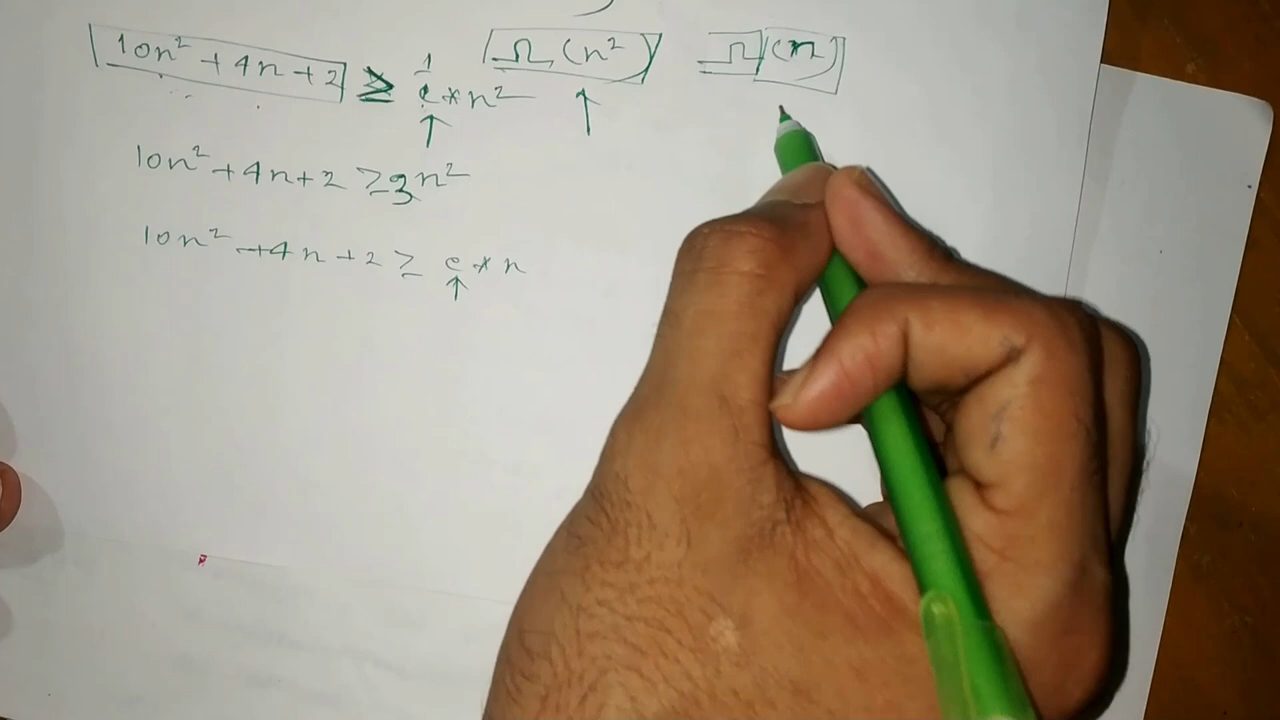 10n² + 4n + 2 ≥ c * n² Ω (n²) Ω (n)
1
10n² + 4n + 2 ≥ 3n²
10n² + 4n + 2 ≥ c * n